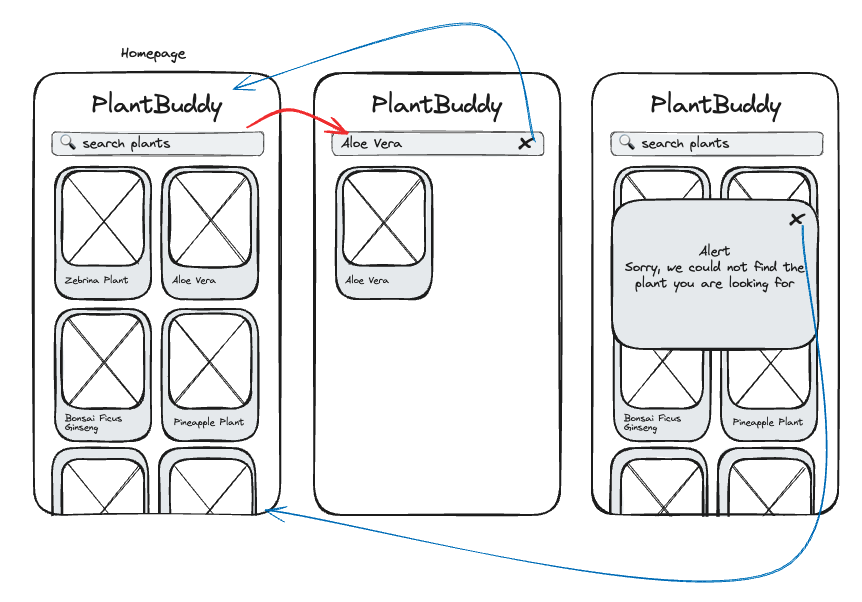 Homepage
PlantBuddy
search plants
Zebrina Plant
Aloe Vera
Bonsai Ficus
Ginseng
Pineapple Plant
PlantBuddy
Aloe Vera
Aloe Vera
PlantBuddy
search plants
Alert
Sorry, we could not find the
plant you are looking for
Bonsai Ficus
Ginseng
Pineapple Plant